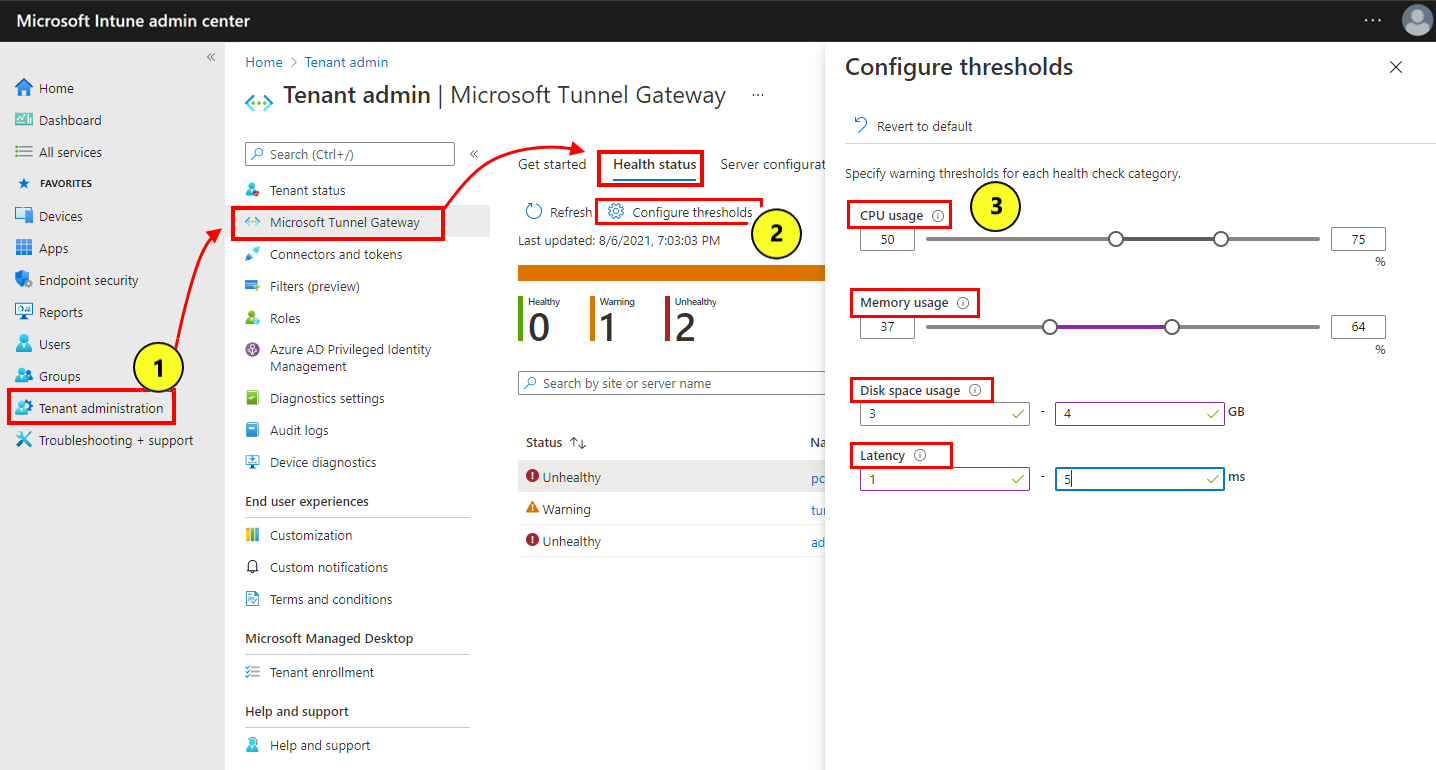 Microsoft Intune admin center
Home
Dashboard
All services
FAVORITES
Devices
Apps
Endpoint security
Reports
Users
Groups
1
Tenant administration
Troubleshooting + support
Home > Tenant admin
Tenant admin | Microsoft Tunnel Gateway
Search (Ctrl+/)
Tenant status
Microsoft Tunnel Gateway
Connectors and tokens
Filters (preview)
Roles
Azure AD Privileged Identity
Management
Diagnostics settings
Audit logs
Device diagnostics
End user experiences
Customization
Custom notifications
Terms and conditions
Microsoft Managed Desktop
Tenant enrollment
Help and support
Help and support
Get started Health status Server configurat
Refresh Configure thresholds
2
Last updated: 8/6/2021, 7:03:03 PM
Healthy Warning Unhealthy
0 1 2
Search by site or server name
Status Na
Unhealthy po
Warning tu
Unhealthy ad
Configure thresholds
Revert to default
Specify warning thresholds for each health check category.
3
CPU usage
50 75
%
Memory usage
37 64
%
Disk space usage
3 - 4 GB
Latency
1 - 5 ms